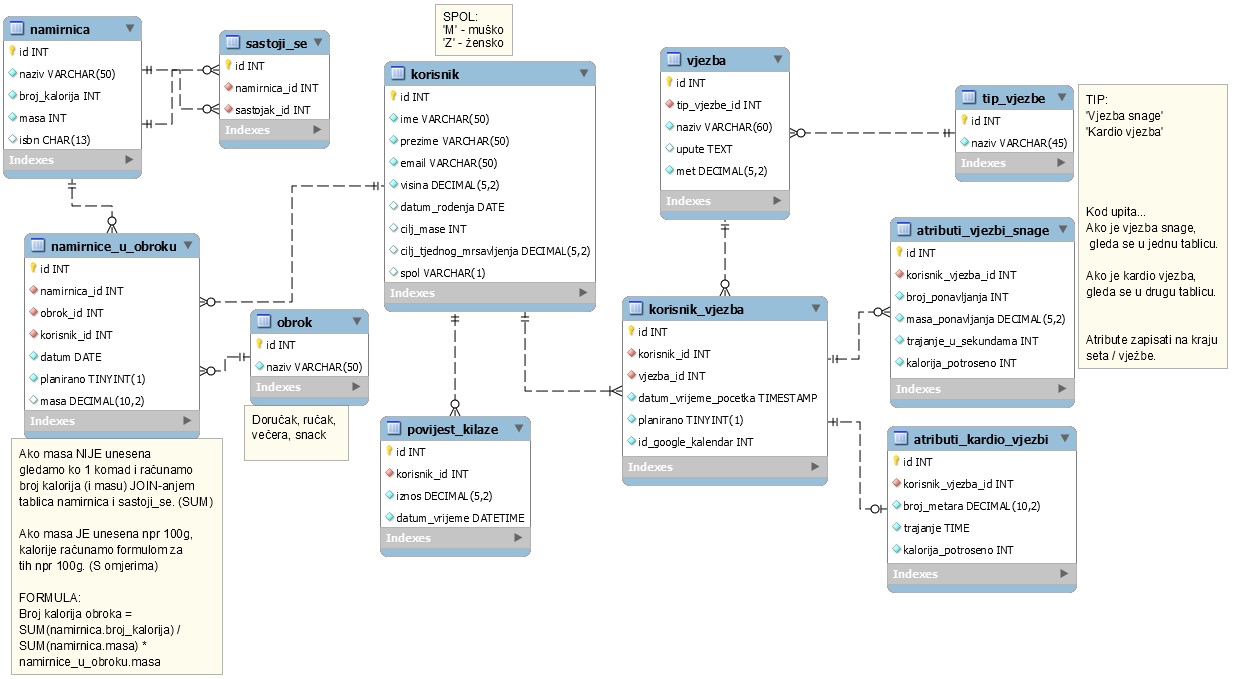 namirnica
id INT
naziv VARCHAR(50)
broj_kalorija INT
masa INT
isbn CHAR(13)
Indexes
sastoji_se
id INT
namirnica_id INT
sastojak_id INT
Indexes
SPOL:
'M' - muško
'Z' - žensko
korisnik
id INT
ime VARCHAR(50)
prezime VARCHAR(50)
email VARCHAR(50)
visina DECIMAL(5,2)
datum_rodenja DATE
cilj_mase INT
cilj_tjednog_mrsavljenja DECIMAL(5,2)
spol VARCHAR(1)
Indexes
vjezba
id INT
tip_vjezbe_id INT
naziv VARCHAR(60)
upute TEXT
met DECIMAL(5,2)
Indexes
tip_vjezbe
id INT
naziv VARCHAR(45)
Indexes
TIP:
'Vjezba snage'
'Kardio vjezba'
Kod upita...
Ako je vjezba snage,
gleda se u jednu tablicu.
Ako je kardio vjezba,
gleda se u drugu tablicu.
Atribute zapisati na kraju
seta / vježbe.
namirnice_u_obroku
id INT
namirnica_id INT
obrok_id INT
korisnik_id INT
datum DATE
planirano TINYINT(1)
masa DECIMAL(10,2)
Indexes
obrok
id INT
naziv VARCHAR(50)
Indexes
Doručak, ručak,
večera, snack
korisnik_vjezba
id INT
korisnik_id INT
vjezba_id INT
datum_vrijeme_pocetka TIMESTAMP
planirano TINYINT(1)
id_google_kalendar INT
Indexes
atributi_vjezbi_snage
id INT
korisnik_vjezba_id INT
broj_ponavljanja INT
masa_ponavljanja DECIMAL(5,2)
trajanje_u_sekundama INT
kalorija_potroseno INT
Indexes
povijest_kilaze
id INT
korisnik_id INT
iznos DECIMAL(5,2)
datum_vrijeme DATETIME
Indexes
atributi_kardio_vjezbi
id INT
korisnik_vjezba_id INT
broj_metara DECIMAL(10,2)
trajanje TIME
kalorija_potroseno INT
Indexes
Ako masa NIJE unesena
gledamo ko 1 komad i računamo
broj kalorija (i masu) JOIN-anjem
tablica namirnica i sastoji_se. (SUM)
Ako masa JE unesena npr 100g,
kalorije računamo formulom za
tih npr 100g. (S omjerima)
FORMULA:
Broj kalorija obroka =
SUM(namirnica.broj_kalorija) /
SUM(namirnica.masa) *
namirnice_u_obroku.masa